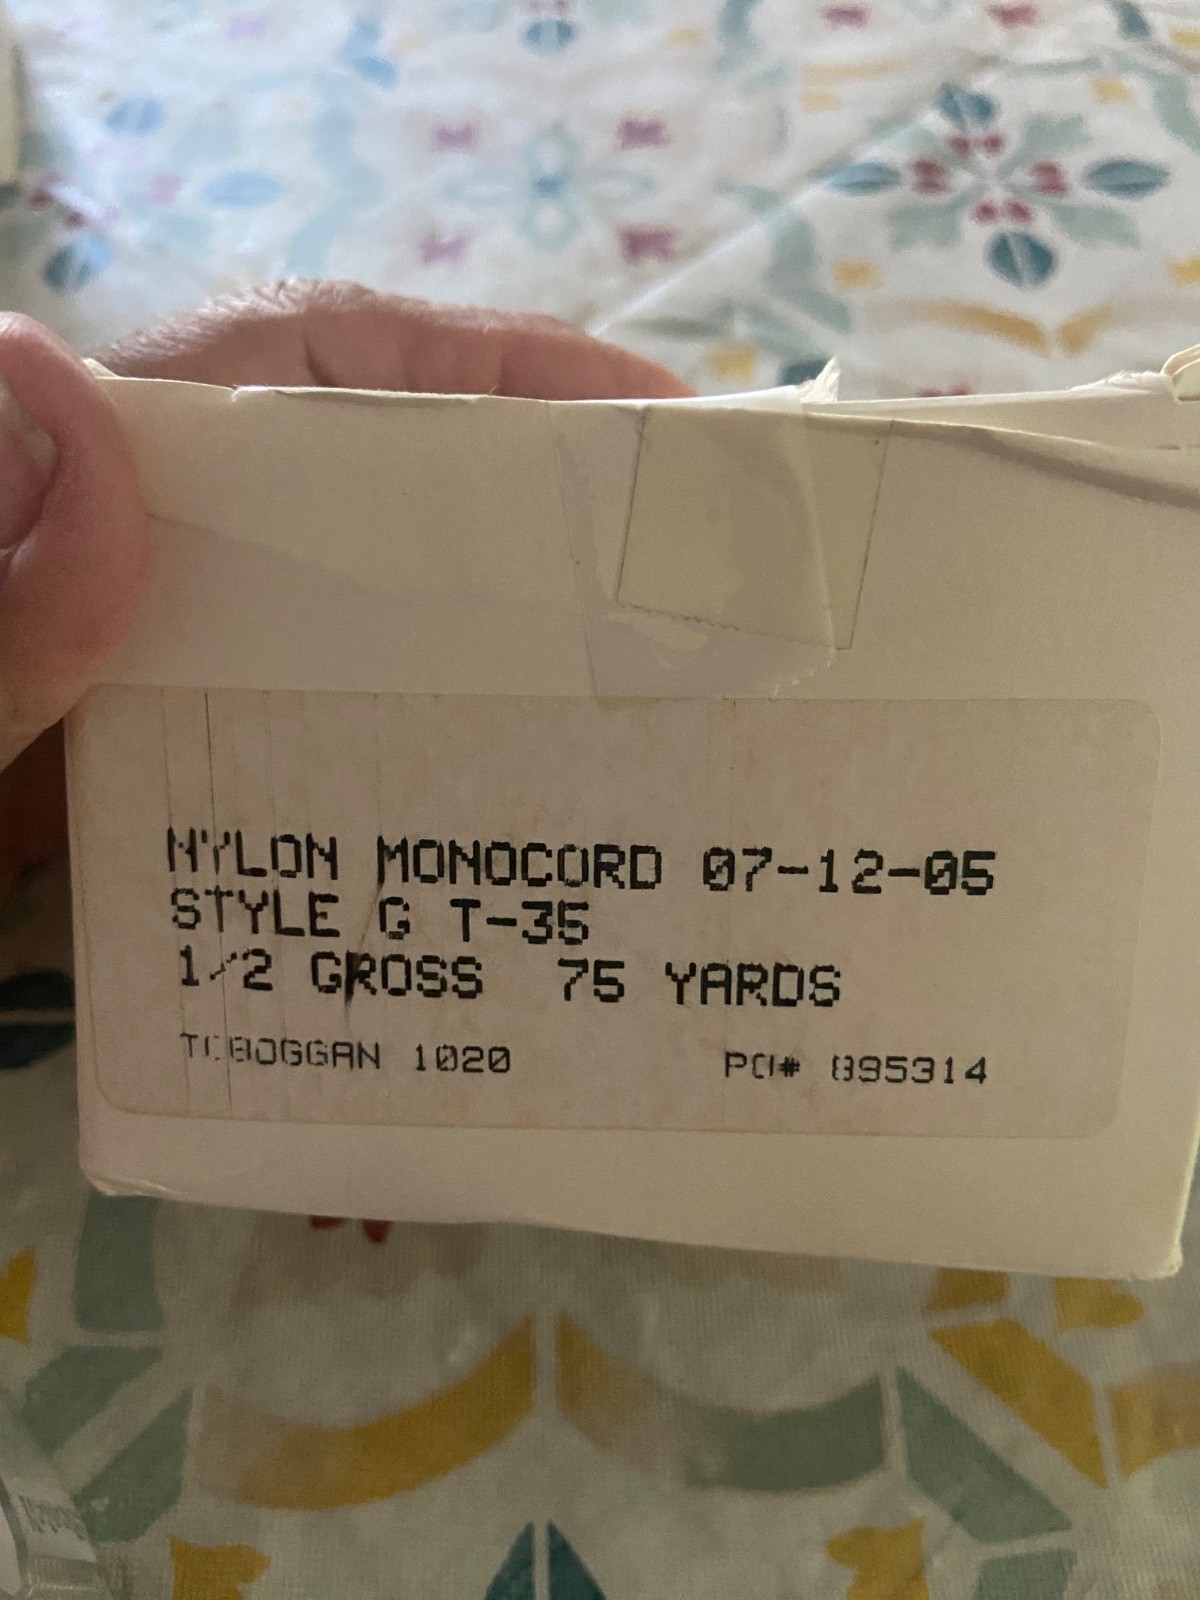 NYLON MONOCORD 07-12-05
STYLE G T-35
1/2 GROSS 75 YARDS
TOBOGGAN 1020 PO# 895314